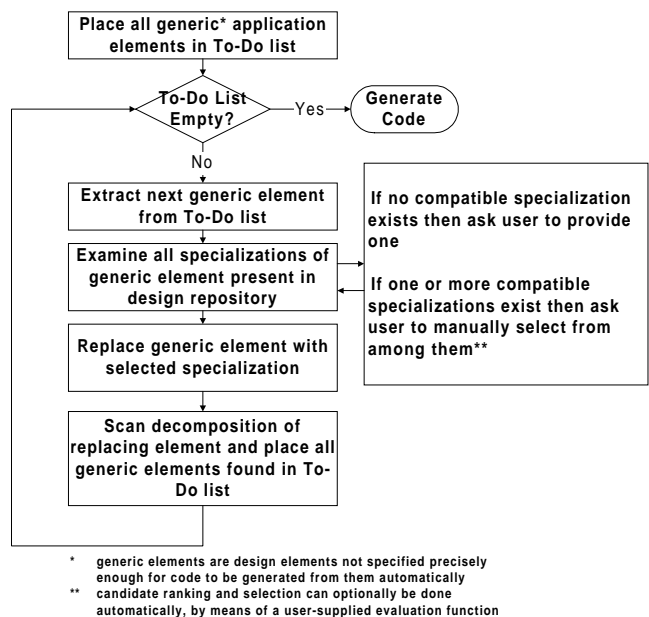 Place all generic* application
elements in To-Do list
To-Do List
Empty?
Yes
Generate
Code
No
Extract next generic element
from To-Do list
Examine all specializations of
generic element present in
design repository
If no compatible specialization
exists then ask user to provide
one
If one or more compatible
specializations exist then ask
user to manually select from
among them**
Replace generic element with
selected specialization
Scan decomposition of
replacing element and place all
generic elements found in To-
Do list
* generic elements are design elements not specified precisely
enough for code to be generated from them automatically
** candidate ranking and selection can optionally be done
automatically, by means of a user-supplied evaluation function